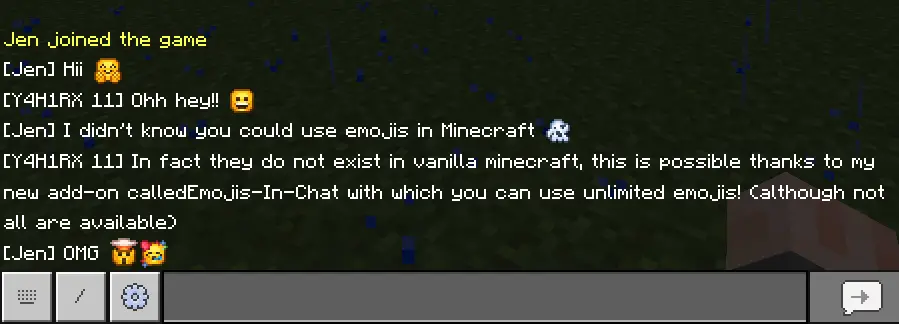 Jen joined the game
[Jen] Hii 🤗
[Y4H1RX 11] Ohh hey!! 😀
[Jen] I didn't know you could use emojis in Minecraft 👻
[Y4H1RX 11] In fact they do not exist in vanilla minecraft, this is possible thanks to my
new add-on calledEmojis-In-Chat with which you can use unlimited emojis! (although not
all are available)
[Jen] OMG 🤠🥳
/